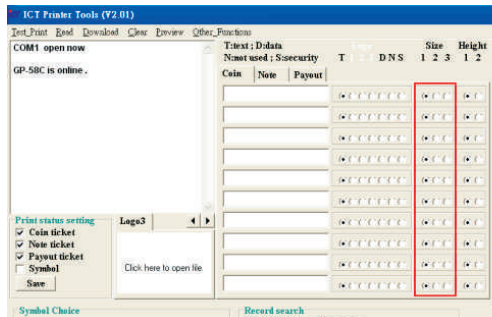 ICT Printer Tools (V2.01)
Test_Print Read Download Clear Preview Other_Functions
COM1 open now
GP-58C is online .
T:text ; D:data
N:not used ; S:security
T
D N S
Size
1 2 3
Height
1 2
Coin Note Payout
Print status setting
Coin ticket
Note ticket
Payout ticket
Symbol
Save
Logo3
Click here to open file
Symbol Choice
Record search